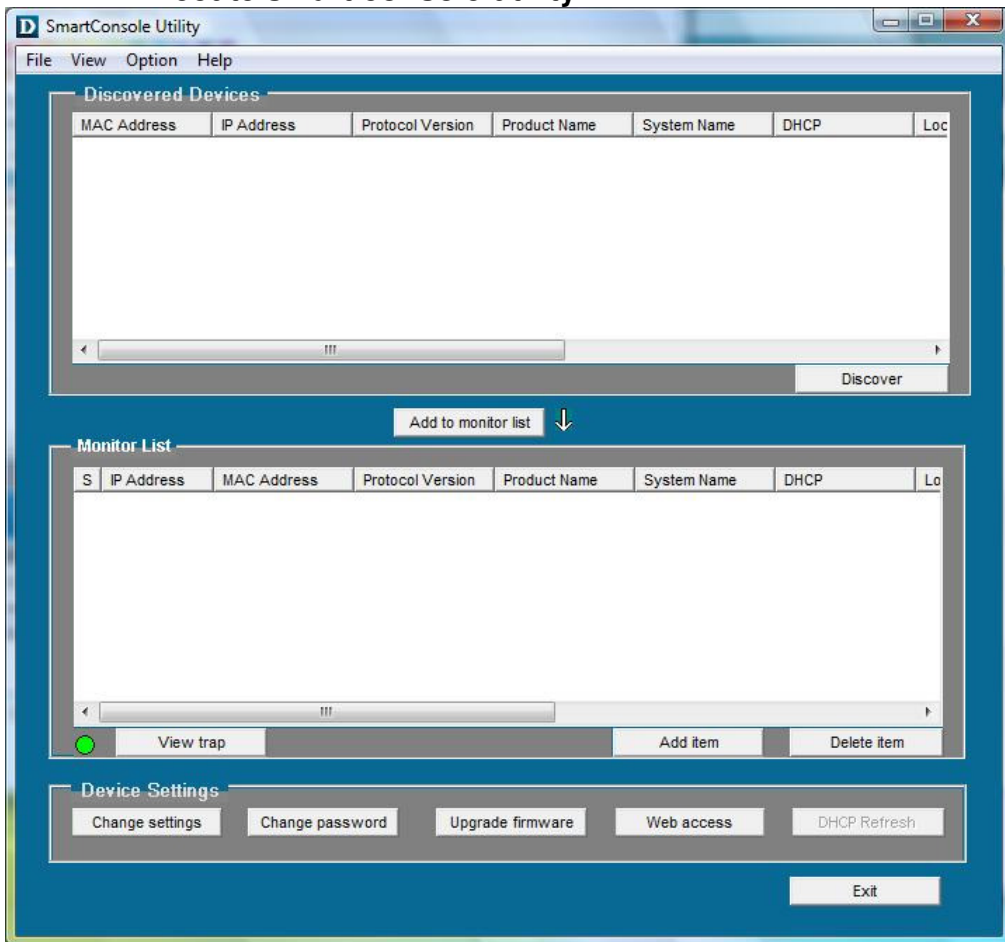 SmartConsole Utility
File View Option Help
Discovered Devices
MAC Address IP Address Protocol Version Product Name System Name DHCP Loc
Discover
Add to monitor list
Monitor List
S IP Address MAC Address Protocol Version Product Name System Name DHCP Lo
View trap Add item Delete item
Device Settings
Change settings Change password Upgrade firmware Web access DHCP Refresh
Exit